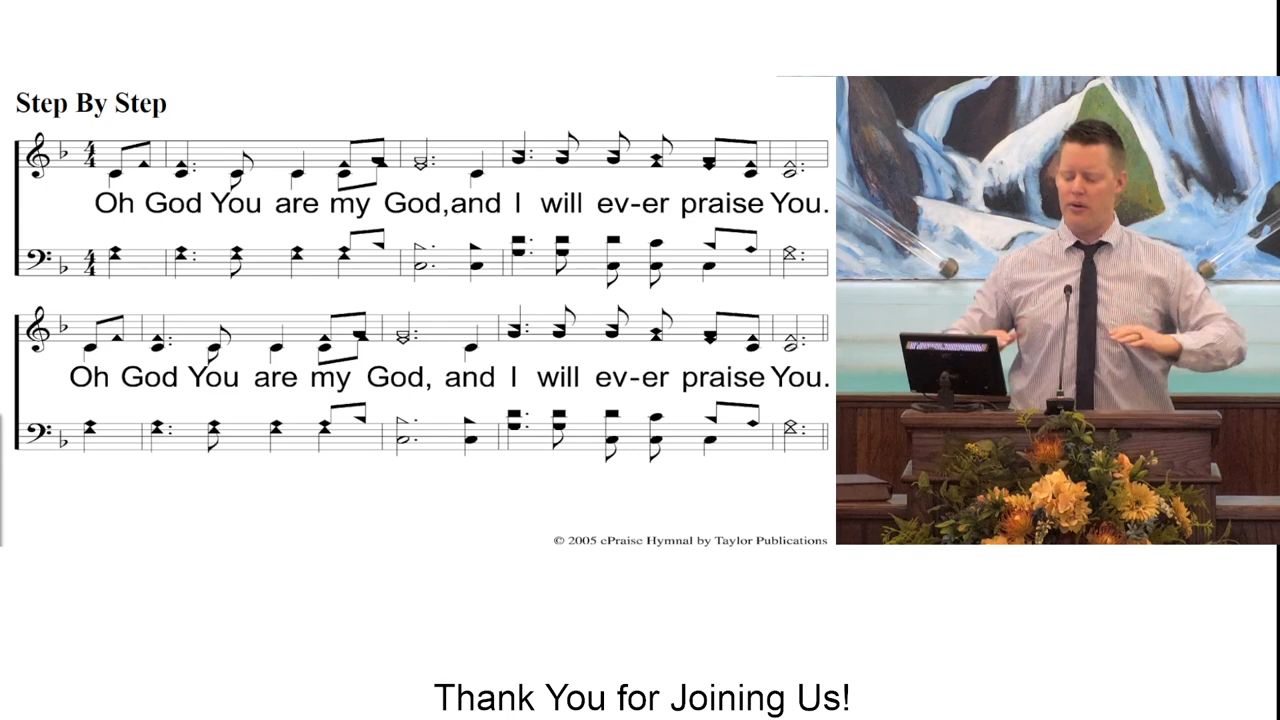 Step By Step
Oh God You are my God, and I will ev-er praise You.
Oh God You are my God, and I will ev-er praise You.
© 2005 ePraise Hymnal by Taylor Publications
Thank You for Joining Us!